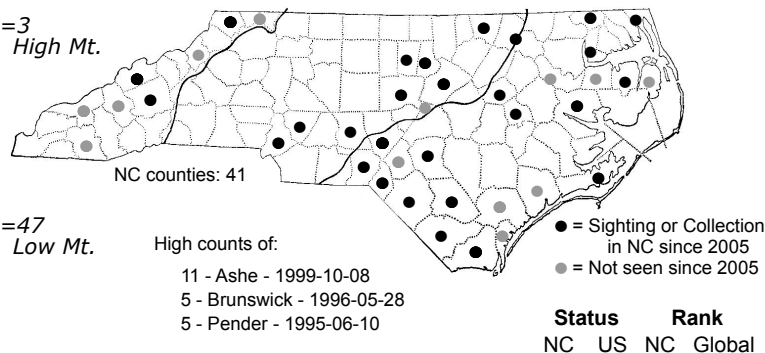 =3
High Mt.
NC counties: 41
=47
Low Mt.
High counts of:
11 - Ashe - 1999-10-08
5 - Brunswick - 1996-05-28
5 - Pender - 1995-06-10
= Sighting or Collection
in NC since 2005
= Not seen since 2005
Status Rank
NC US NC Global